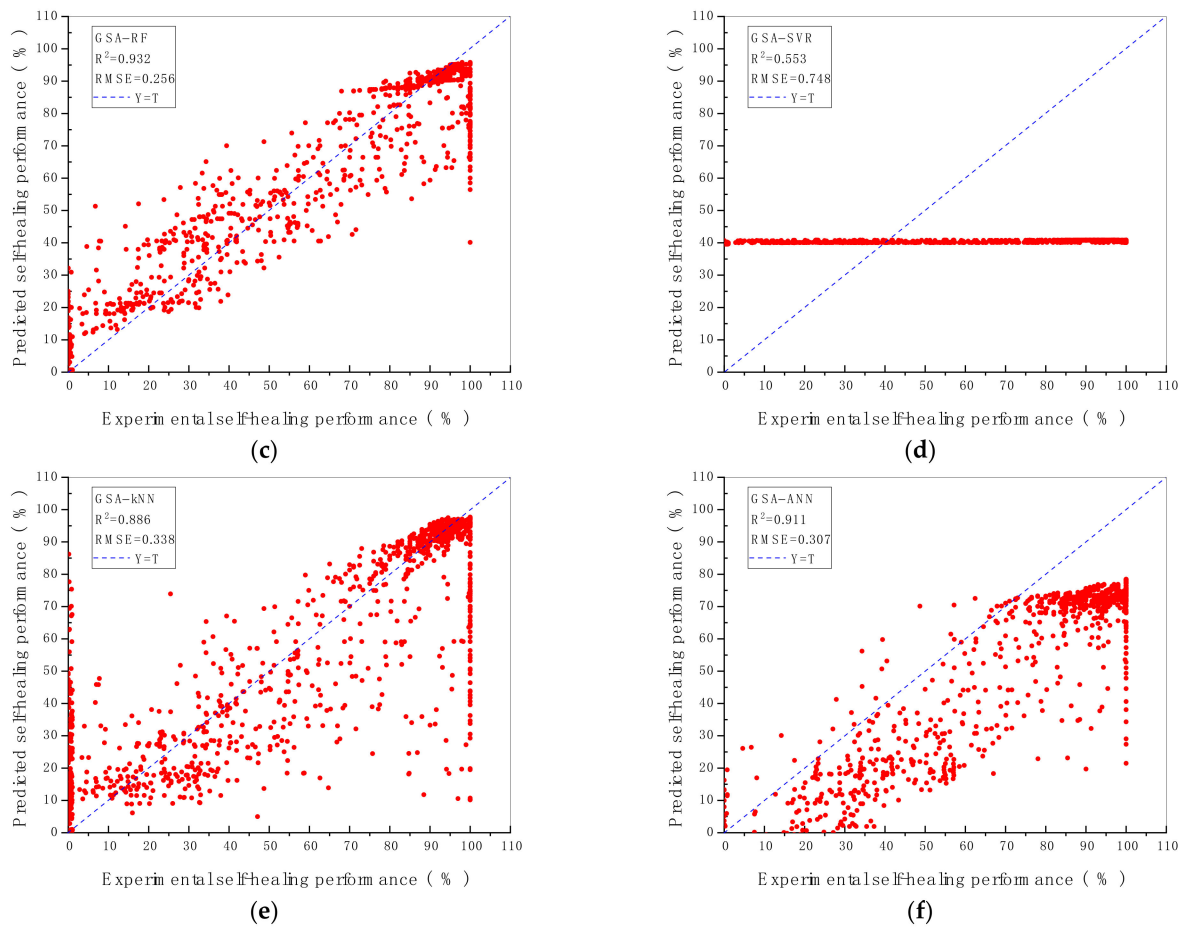 GSA-RF
R²=0.932
RMSE=0.256
Y=T
Predicted self-healing performance (%)
0 10 20 30 40 50 60 70 80 90 100 110
0 10 20 30 40 50 60 70 80 90 100 110
Experimental self-healing performance (%)
(c)
GSA-SVR
R²=0.553
RMSE=0.748
Y=T
Predicted self-healing performance (%)
0 10 20 30 40 50 60 70 80 90 100 110
0 10 20 30 40 50 60 70 80 90 100 110
Experimental self-healing performance (%)
(d)
GSA-kNN
R²=0.886
RMSE=0.338
Y=T
Predicted self-healing performance (%)
0 10 20 30 40 50 60 70 80 90 100 110
0 10 20 30 40 50 60 70 80 90 100 110
Experimental self-healing performance (%)
(e)
GSA-ANN
R²=0.911
RMSE=0.307
Y=T
Predicted self-healing performance (%)
0 10 20 30 40 50 60 70 80 90 100 110
0 10 20 30 40 50 60 70 80 90 100 110
Experimental self-healing performance (%)
(f)